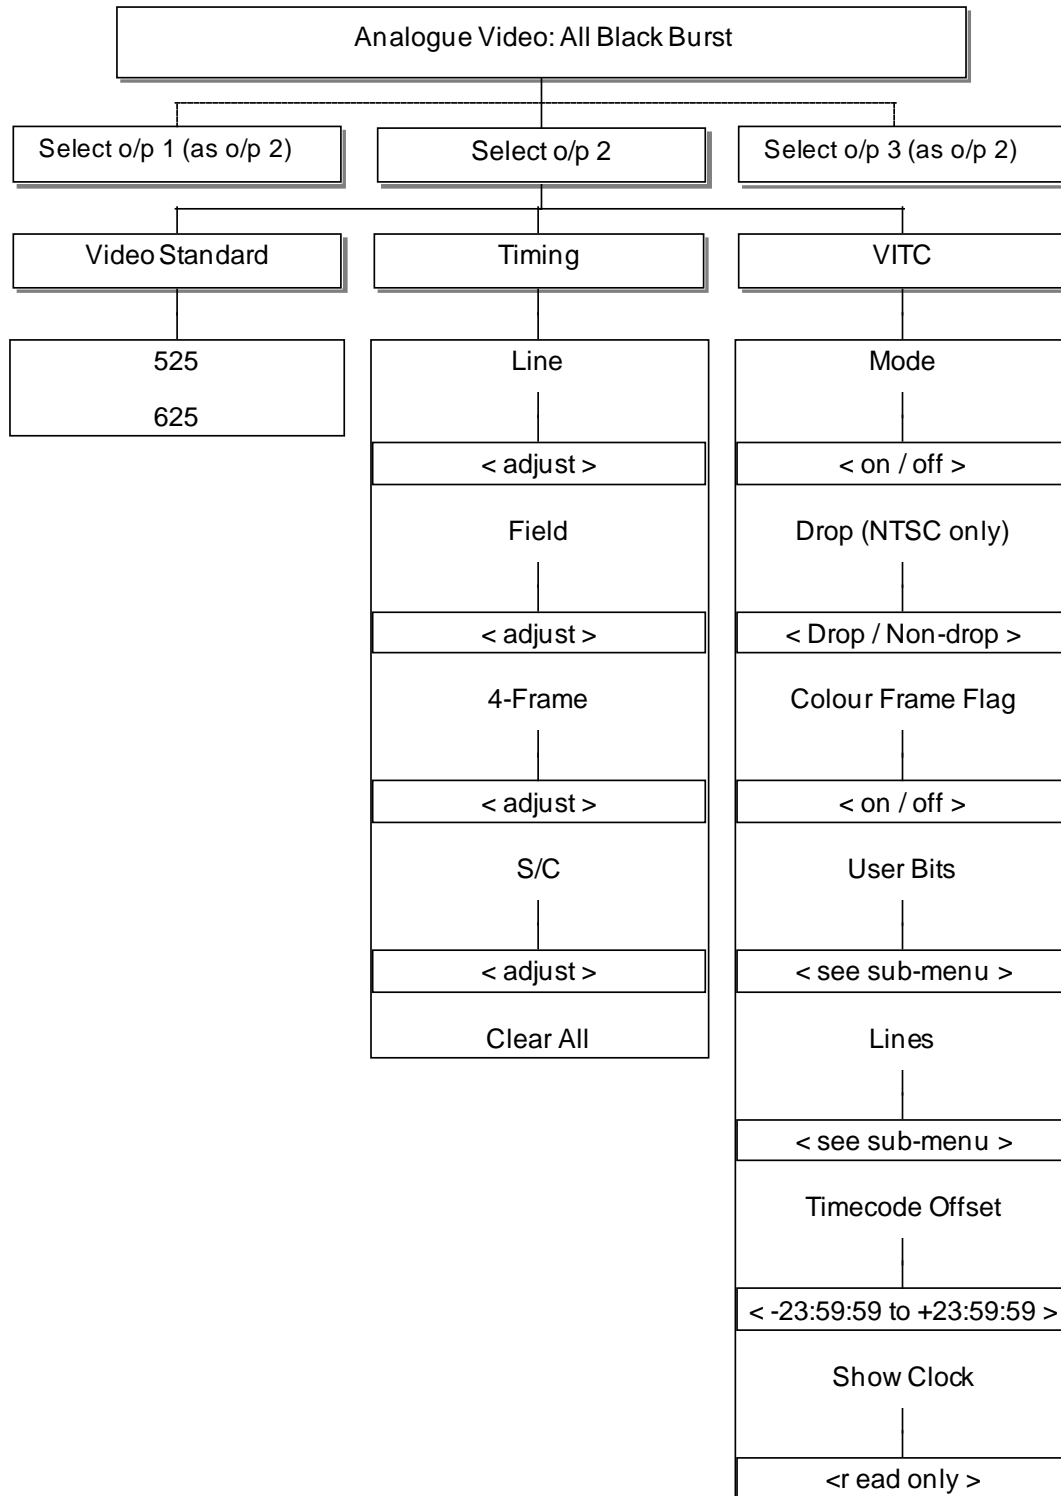 Analogue Video: All Black Burst
Select o/p 1 (as o/p 2)
Select o/p 2
Select o/p 3 (as o/p 2)
Video Standard
Timing
VITC
525
625
Line
< adjust >
Field
< adjust >
4-Frame
< adjust >
S/C
< adjust >
Clear All
Mode
< on / off >
Drop (NTSC only)
< Drop / Non-drop >
Colour Frame Flag
< on / off >
User Bits
< see sub-menu >
Lines
< see sub-menu >
Timecode Offset
< -23:59:59 to +23:59:59 >
Show Clock
<r ead only >